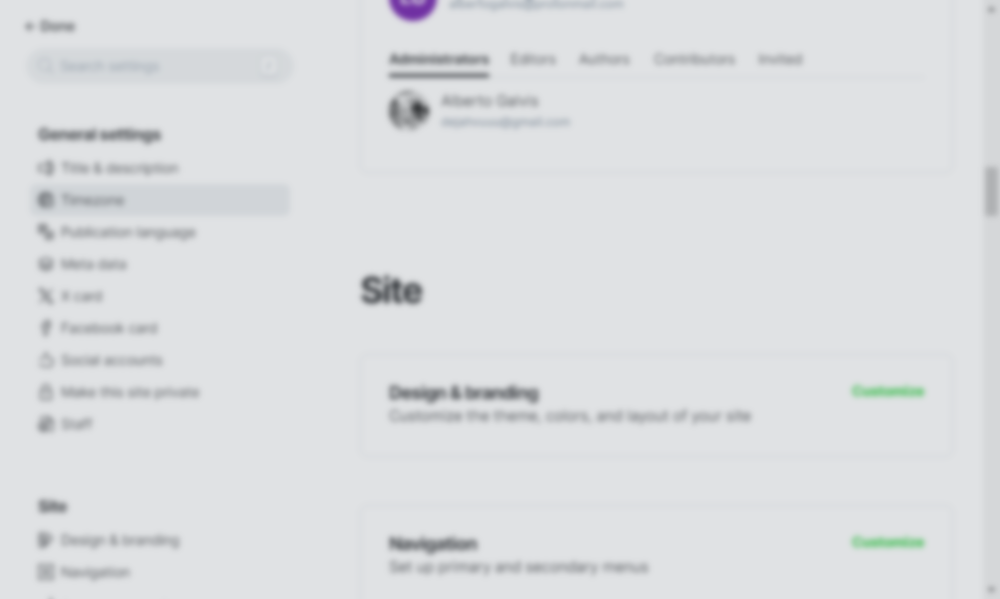 Done
Search settings
General settings
Title & description
Timezone
Publication language
Meta data
X card
Facebook card
Social accounts
Make this site private
Staff
Site
Design & branding
Navigation
Administrators
Editors
Authors
Contributors
Invited
Alberto Galvis
Site
Design & branding
Customize
Customize the theme, colors, and layout of your site
Navigation
Customize
Set up primary and secondary menus